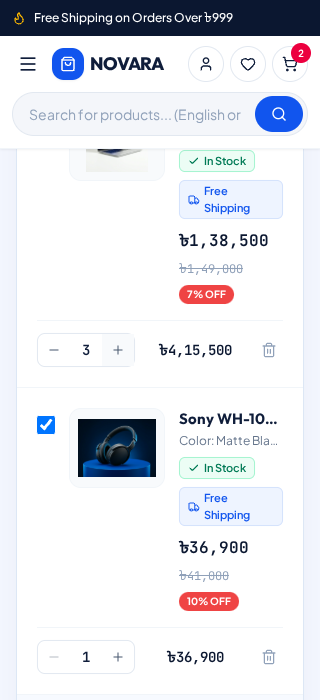 Free Shipping on Orders Over ৳999
NOVARA
2
Search for products... (English or
In Stock
Free
Shipping
৳1,38,500
৳1,49,000
7% OFF
3
৳4,15,500
Sony WH-10...
Color: Matte Bla...
In Stock
Free
Shipping
৳36,900
৳41,000
10% OFF
1
৳36,900